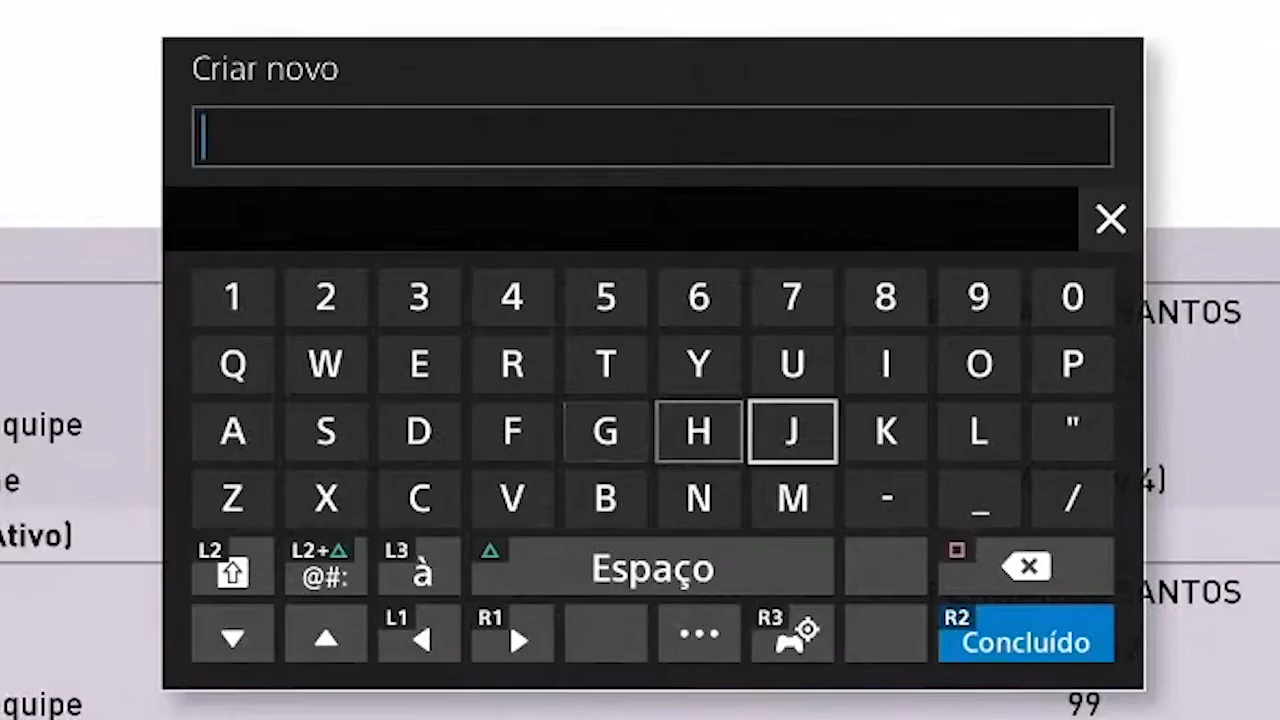 Criar novo
1 2 3 4 5 6 7 8 9 0
ANTOS
Q W E R T Y U I O P
quipe
A S D F G H J K L "
e
4)
Z X C V B N M - _ /
Ativo)
L2 L2+△ @#: L3 à △ Espaço
ANTOS
L1 R1 ... R3 R2 Concluído
quipe
99